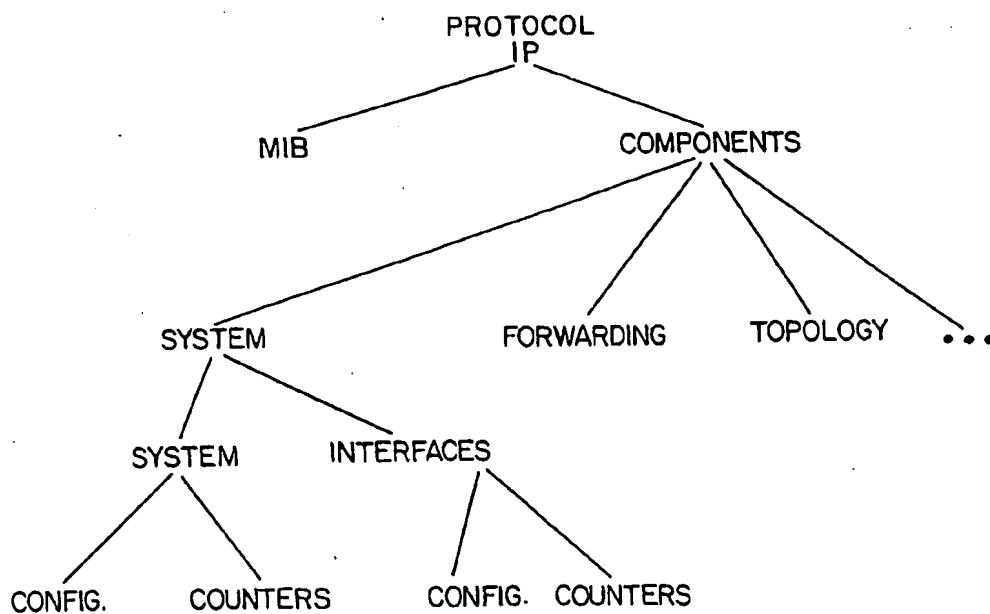 PROTOCOL
IP
MIB
COMPONENTS
SYSTEM
FORWARDING
TOPOLOGY
...
SYSTEM
INTERFACES
CONFIG.
COUNTERS
CONFIG.
COUNTERS